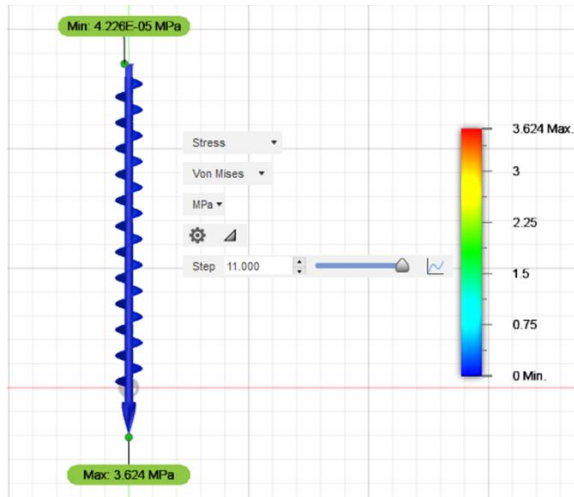 Min: 4.226E-05 MPa
Stress
Von Mises
MPa
Step 11.000
3.624 Max.
3
2.25
1.5
0.75
0 Min.
Max: 3.624 MPa